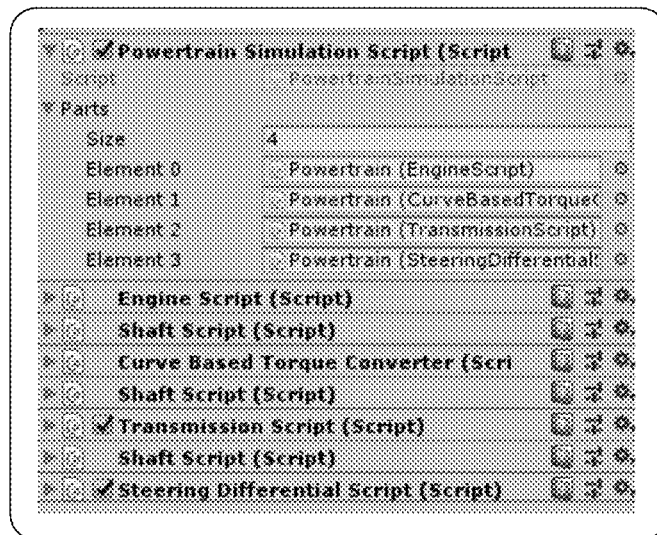 Powertrain Simulation Script (Script
Script PowertrainSimulationScript
Parts
Size 4
Element 0 Powertrain (EngineScript)
Element 1 Powertrain (CurveBasedTorqueC
Element 2 Powertrain (TransmissionScript)
Element 3 Powertrain (SteeringDifferentialS
Engine Script (Script)
Shaft Script (Script)
Curve Based Torque Converter (Scri
Shaft Script (Script)
Transmission Script (Script)
Shaft Script (Script)
Steering Differential Script (Script)